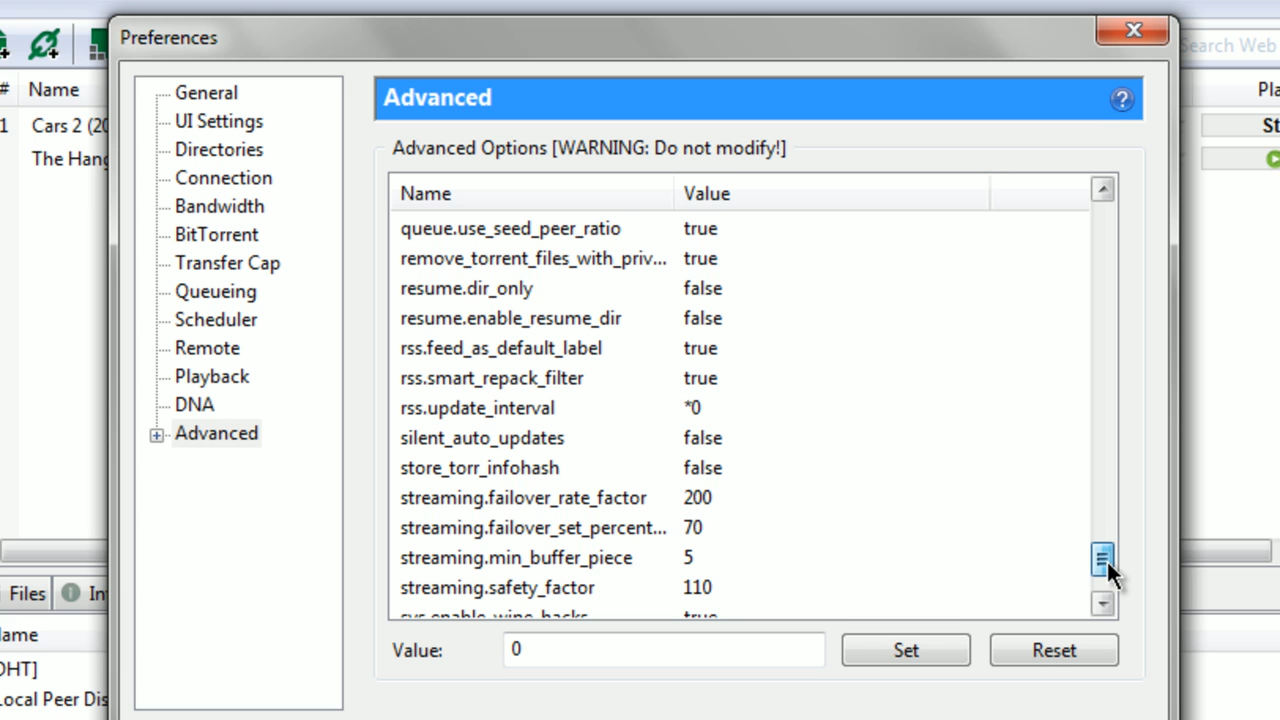 Preferences
Search Web
# Name
1 Cars 2 (20
The Hang
General
UI Settings
Directories
Connection
Bandwidth
BitTorrent
Transfer Cap
Queueing
Scheduler
Remote
Playback
DNA
Advanced
Advanced
Advanced Options [WARNING: Do not modify!]
Name Value
queue.use_seed_peer_ratio true
remove_torrent_files_with_priv... true
resume.dir_only false
resume.enable_resume_dir false
rss.feed_as_default_label true
rss.smart_repack_filter true
rss.update_interval *0
silent_auto_updates false
store_torr_infohash false
streaming.failover_rate_factor 200
streaming.failover_set_percent... 70
streaming.min_buffer_piece 5
streaming.safety_factor 110
sys.enable_wine_hacks true
Value: 0 Set Reset
Pla
St
Files
ame
DHT]
Local Peer Dis